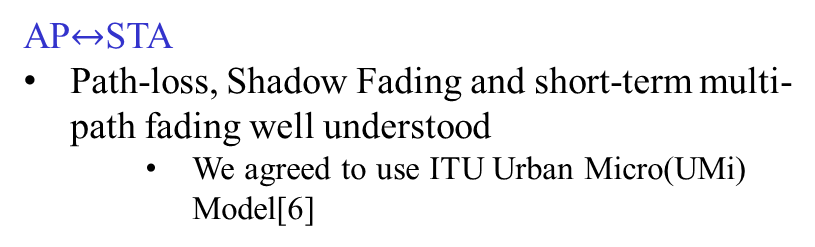 AP↔STA
• Path-loss, Shadow Fading and short-term multi-
path fading well understood
• We agreed to use ITU Urban Micro(UMi)
Model[6]